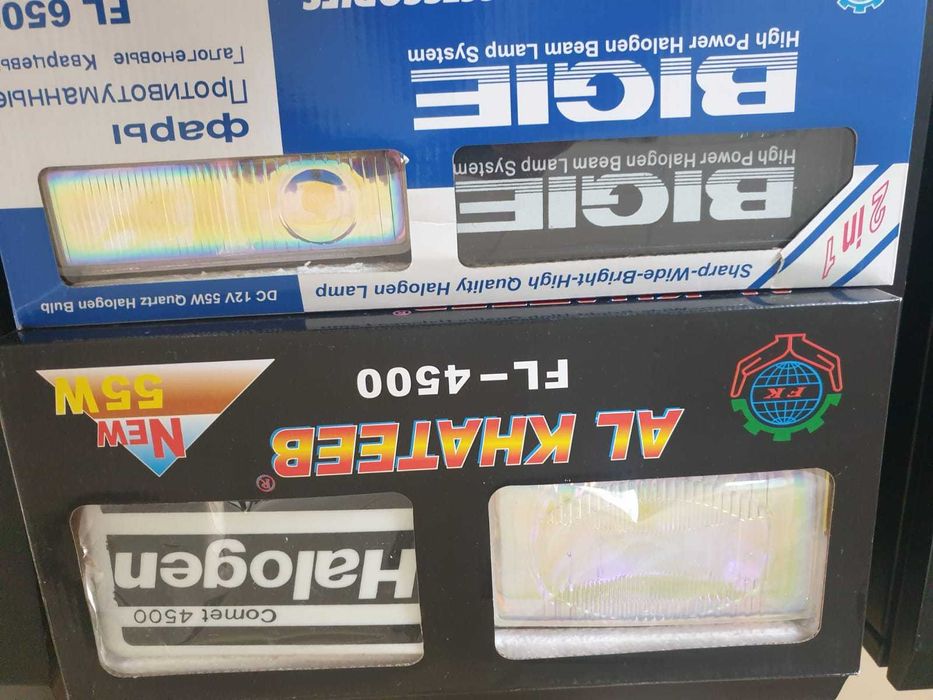 Comet 4500
Halogen
AL KHATEEB ®
NEW
55W
FK
FL-4500
®
Sharp-Wide-Bright-High Quality Halogen Lamp
DC 12V 55W Quartz Halogen Bulb
2 in 1
BIGIE
High Power Halogen Beam Lamp System
BIGIE
High Power Halogen Beam Lamp System
фары
Противотуманные
Галогеновые Кварцевы
FL 650